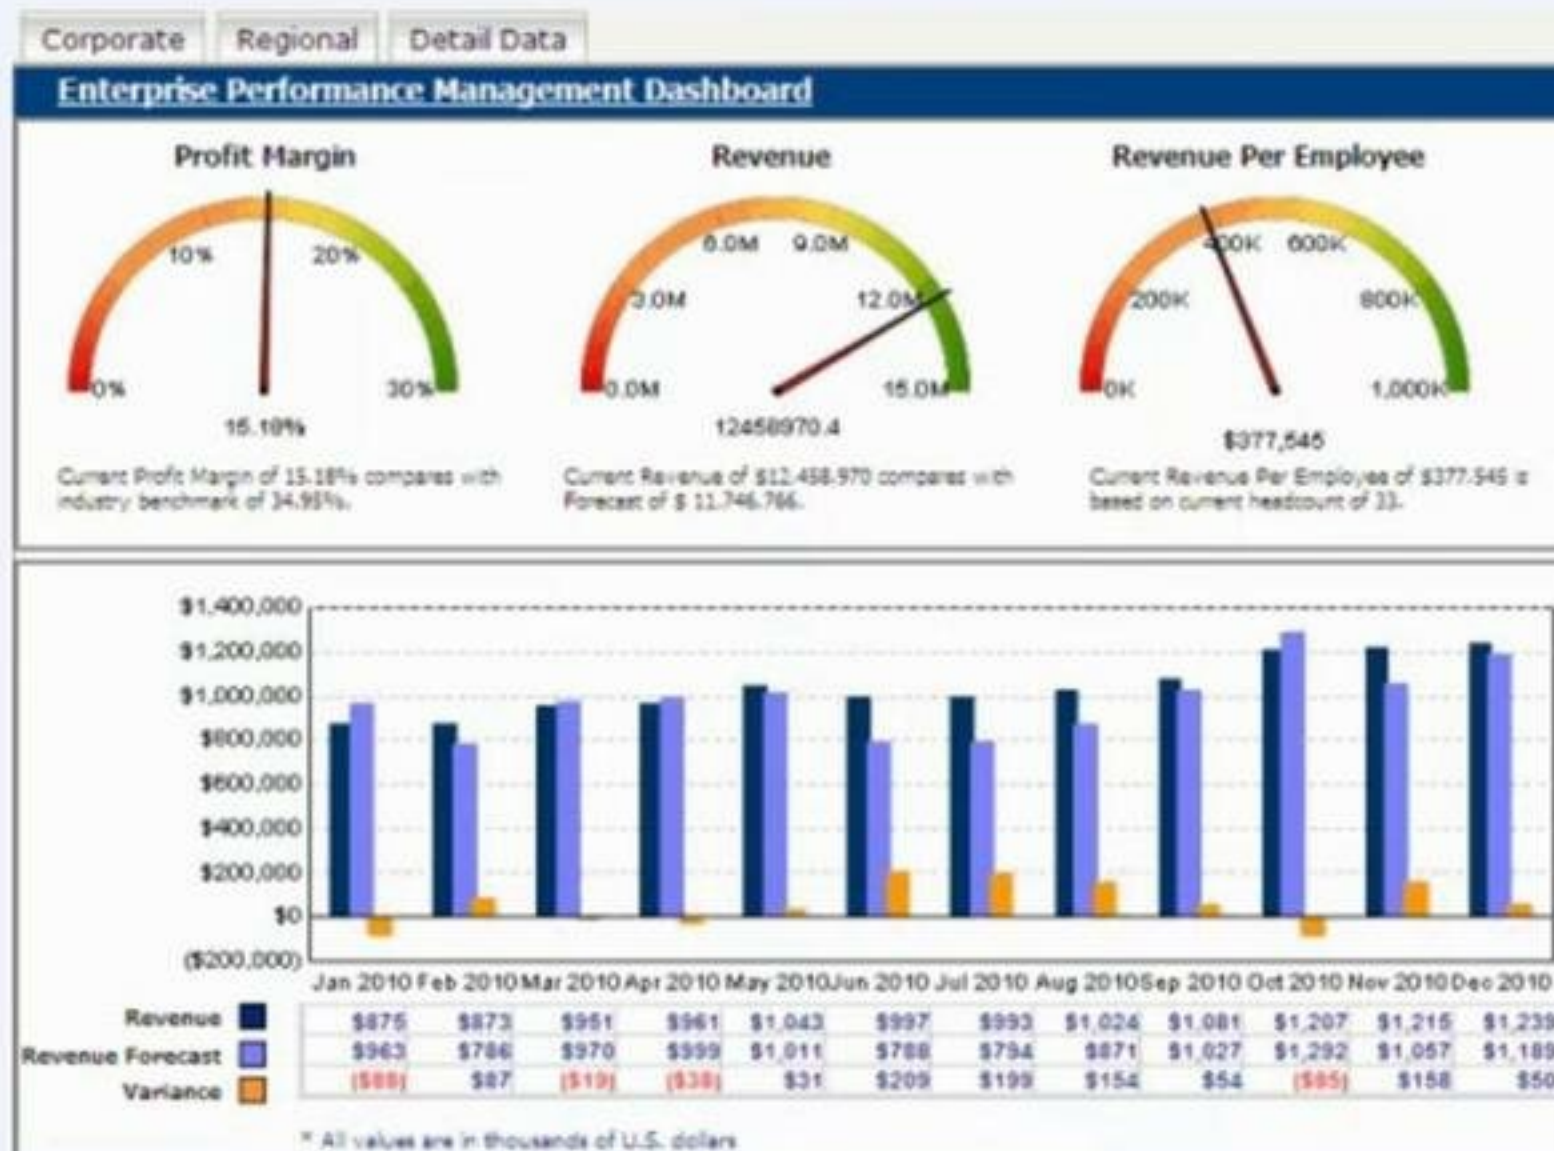 Corporate Regional Detail Data
Enterprise Performance Management Dashboard
Profit Margin
10% 20%
0% 30%
15.18%
Current Profit Margin of 15.18% compares with
industry benchmark of 34.95%.
Revenue
6.0M 9.0M
3.0M 12.0M
0.0M 15.0M
12458970.4
Current Revenue of $12,458,970 compares with
Forecast of $ 11,746,766.
Revenue Per Employee
400K 600K
200K 800K
0K 1,000K
$377,545
Current Revenue Per Employee of $377,545 is
based on current headcount of 33.
$1,400,000
$1,200,000
$1,000,000
$800,000
$600,000
$400,000
$200,000
$0
($200,000)
Jan 2010 Feb 2010 Mar 2010 Apr 2010 May 2010 Jun 2010 Jul 2010 Aug 2010 Sep 2010 Oct 2010 Nov 2010 Dec 2010
Revenue $875 $873 $951 $961 $1,043 $997 $993 $1,024 $1,081 $1,207 $1,215 $1,239
Revenue Forecast $963 $786 $970 $999 $1,011 $788 $794 $871 $1,027 $1,292 $1,057 $1,189
Variance ($88) $87 ($19) ($38) $31 $209 $199 $154 $54 ($85) $158 $50
* All values are in thousands of U.S. dollars